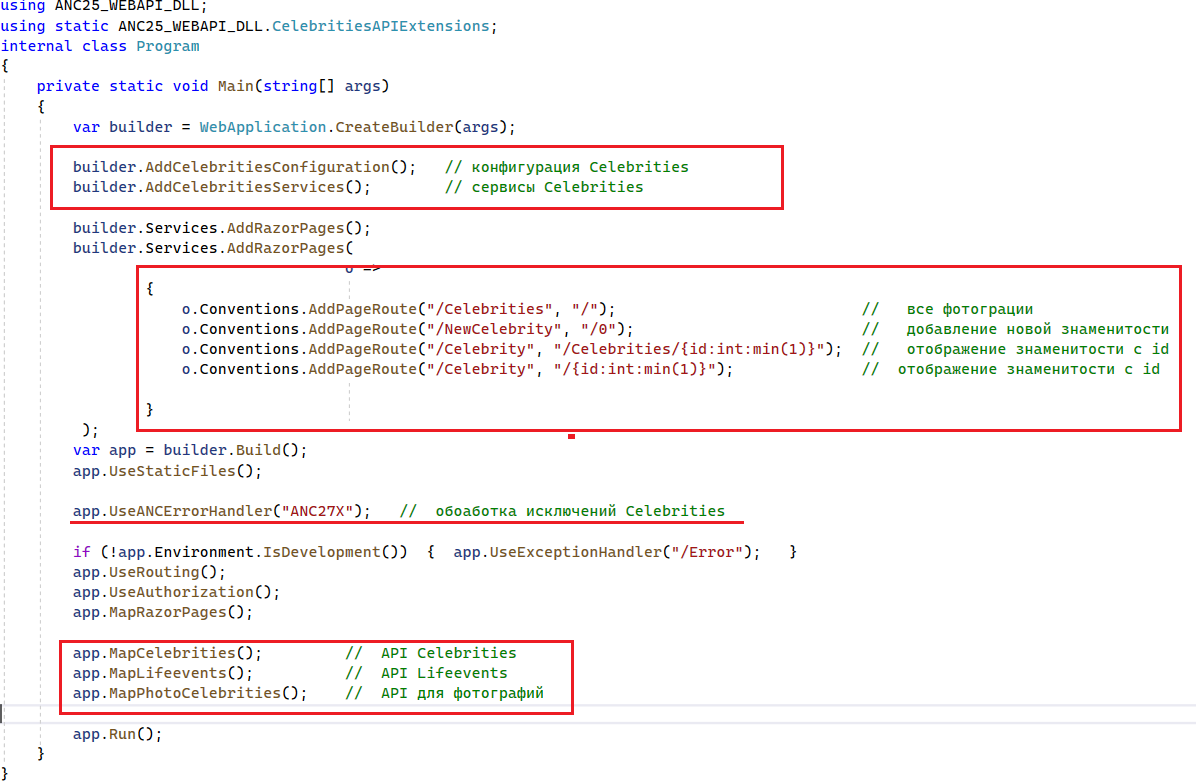 using ANC25_WEBAPI_DLL;
using static ANC25_WEBAPI_DLL.CelebritiesAPIExtensions;
internal class Program
{
    private static void Main(string[] args)
    {
        var builder = WebApplication.CreateBuilder(args);
        builder.AddCelebritiesConfiguration();   // конфигурация Celebrities
        builder.AddCelebritiesServices();        // сервисы Celebrities
        builder.Services.AddRazorPages();
        builder.Services.AddRazorPages(
                                      o =>
                {
                    o.Conventions.AddPageRoute("/Celebrities", "/");                           //   все фотограции
                    o.Conventions.AddPageRoute("/NewCelebrity", "/0");                         //   добавление новой знаменитости
                    o.Conventions.AddPageRoute("/Celebrity", "/Celebrities/{id:int:min(1)}");  //   отображение знаменитости с id
                    o.Conventions.AddPageRoute("/Celebrity", "/{id:int:min(1)}");              //  отображение знаменитости с id
                }
         );
        var app = builder.Build();
        app.UseStaticFiles();
        app.UseANCErrorHandler("ANC27X");   //  обоаботка исключений Celebrities
        if (!app.Environment.IsDevelopment())  {  app.UseExceptionHandler("/Error");   }
        app.UseRouting();
        app.UseAuthorization();
        app.MapRazorPages();
        app.MapCelebrities();         //  API Celebrities
        app.MapLifeevents();          //  API Lifeevents
        app.MapPhotoCelebrities();    //  API для фотографий
        app.Run();
    }
}